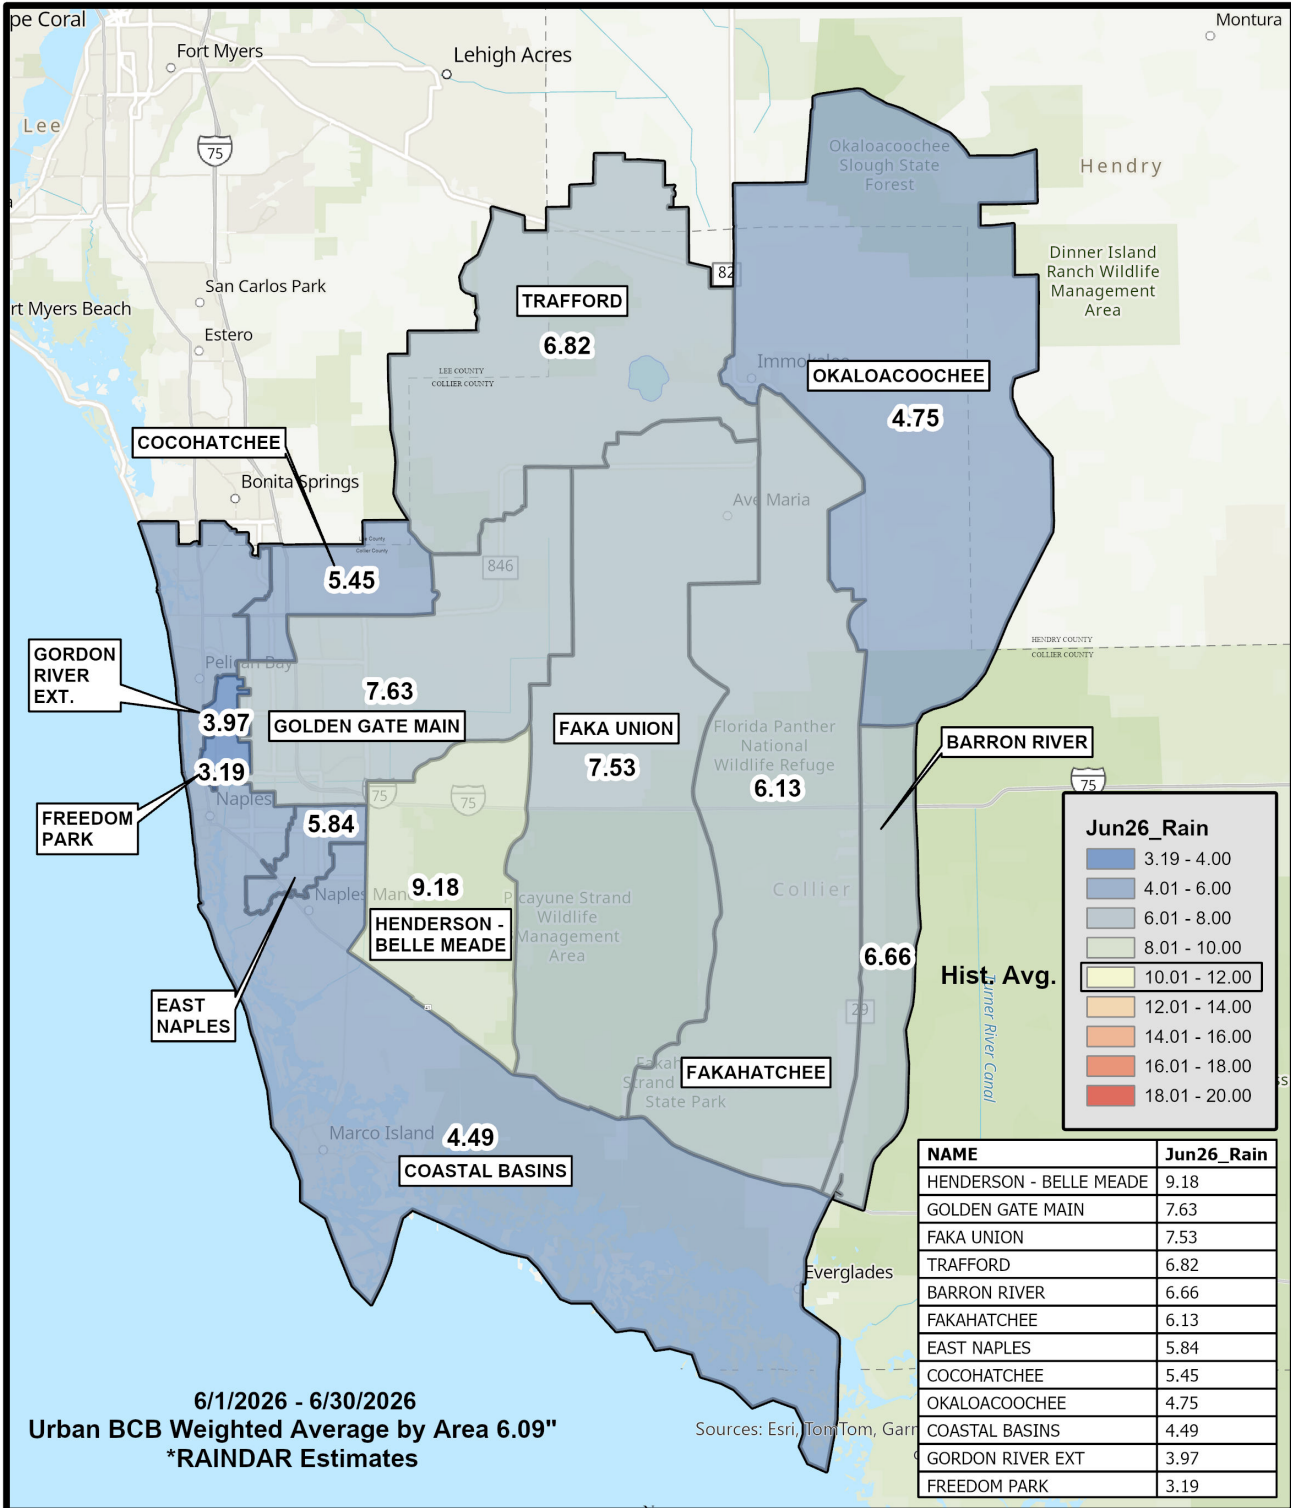 pe Coral
Fort Myers
Lehigh Acres
Montura
Lee
75
Okaloacoochee
Slough State
Forest
Hendry
Dinner Island
Ranch Wildlife
Management
Area
82
San Carlos Park
rt Myers Beach
Estero
TRAFFORD
6.82
LEE COUNTY
COLLIER COUNTY
Immokalee
OKALOACOOCHEE
4.75
COCOHATCHEE
Bonita Springs
Ave Maria
Lee County
Collier County
5.45
846
HENDRY COUNTY
COLLIER COUNTY
GORDON
RIVER
EXT.
Pelican Bay
3.97
7.63
GOLDEN GATE MAIN
FAKA UNION
7.53
Florida Panther
National
Wildlife Refuge
6.13
BARRON RIVER
75
3.19
FREEDOM
PARK
Naples
75
75
5.84
9.18
Naples Man
HENDERSON -
BELLE MEADE
Picayune Strand
Wildlife
Management
Area
Collier
6.66
29
EAST
NAPLES
Turner River Canal
FAKAHATCHEE
Fakah
Strand
State Park
Marco Island
4.49
COASTAL BASINS
Everglades
ss
Hist. Avg.
Jun26_Rain
3.19 - 4.00
4.01 - 6.00
6.01 - 8.00
8.01 - 10.00
10.01 - 12.00
12.01 - 14.00
14.01 - 16.00
16.01 - 18.00
18.01 - 20.00
NAME Jun26_Rain
HENDERSON - BELLE MEADE 9.18
GOLDEN GATE MAIN 7.63
FAKA UNION 7.53
TRAFFORD 6.82
BARRON RIVER 6.66
FAKAHATCHEE 6.13
EAST NAPLES 5.84
COCOHATCHEE 5.45
OKALOACOOCHEE 4.75
COASTAL BASINS 4.49
GORDON RIVER EXT 3.97
FREEDOM PARK 3.19
6/1/2026 - 6/30/2026
Urban BCB Weighted Average by Area 6.09"
*RAINDAR Estimates
Sources: Esri, TomTom, Garr